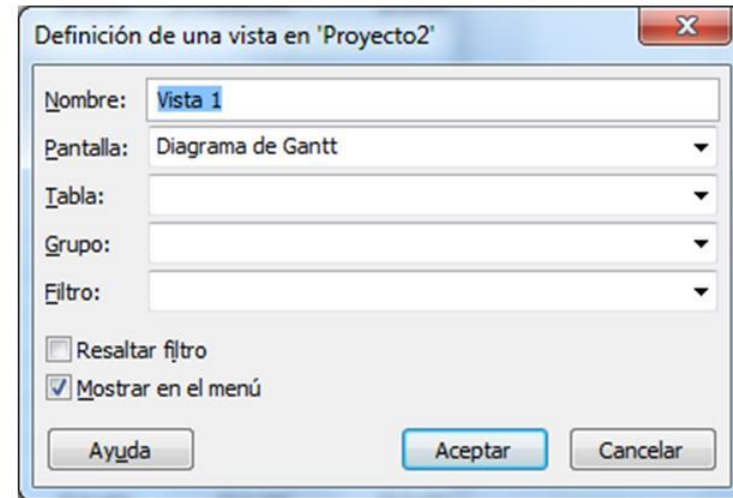 Definición de una vista en 'Proyecto2'
Nombre: Vista 1
Pantalla: Diagrama de Gantt
Tabla:
Grupo:
Filtro:
Resaltar filtro
Mostrar en el menú
Ayuda Aceptar Cancelar